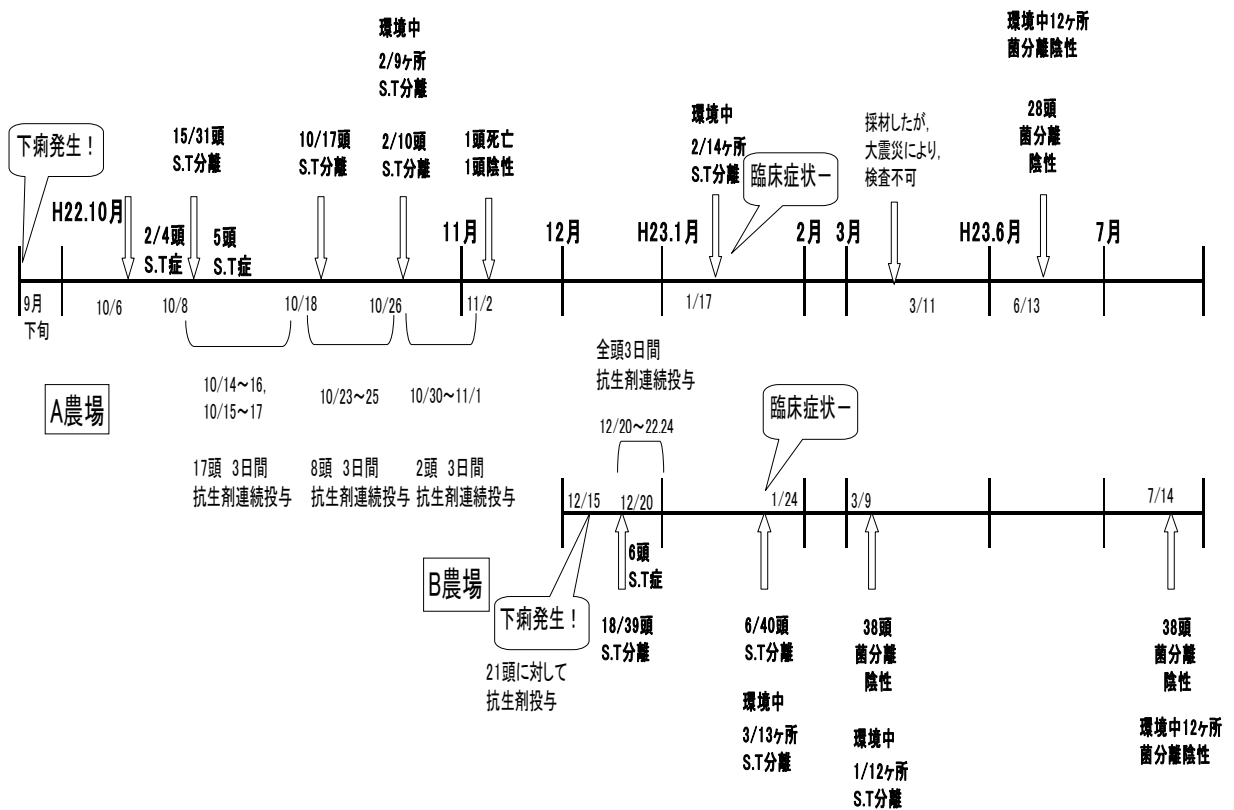 環境中
2/9ヶ所
S.T分離
環境中12ヶ所
菌分離陰性
下痢発生！
15/31頭
S.T分離
10/17頭
S.T分離
2/10頭
S.T分離
1頭死亡
1頭陰性
環境中
2/14ヶ所
S.T分離
臨床症状－
採材したが,
大震災により,
検査不可
28頭
菌分離
陰性
H22.10月
2/4頭
S.T症
5頭
S.T症
11月
12月
H23.1月
2月
3月
H23.6月
7月
9月
下旬
10/6
10/8
10/18
10/26
11/2
1/17
3/11
6/13
A農場
10/14～16,
10/15～17
10/23～25
10/30～11/1
17頭 3日間
抗生剤連続投与
8頭 3日間
抗生剤連続投与
2頭 3日間
抗生剤連続投与
全頭3日間
抗生剤連続投与
12/20～22.24
臨床症状－
12/15
12/20
1/24
3/9
7/14
B農場
下痢発生！
21頭に対して
抗生剤投与
6頭
S.T症
18/39頭
S.T分離
6/40頭
S.T分離
環境中
3/13ヶ所
S.T分離
38頭
菌分離
陰性
環境中
1/12ヶ所
S.T分離
38頭
菌分離
陰性
環境中12ヶ所
菌分離陰性